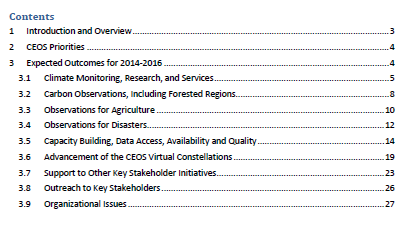 Contents
1 Introduction and Overview 3
2 CEOS Priorities 4
3 Expected Outcomes for 2014-2016 4
3.1 Climate Monitoring, Research, and Services 5
3.2 Carbon Observations, Including Forested Regions 8
3.3 Observations for Agriculture 10
3.4 Observations for Disasters 12
3.5 Capacity Building, Data Access, Availability and Quality 14
3.6 Advancement of the CEOS Virtual Constellations 19
3.7 Support to Other Key Stakeholder Initiatives 23
3.8 Outreach to Key Stakeholders 26
3.9 Organizational Issues 27